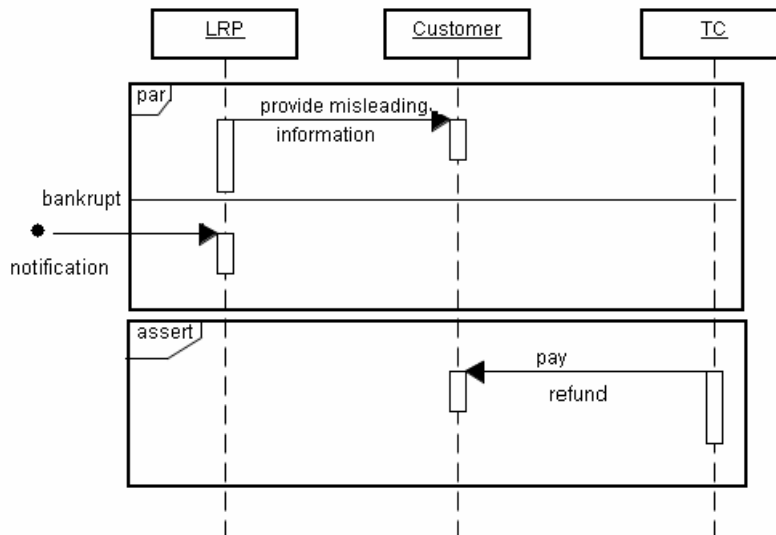 LRP
Customer
TC
par
provide misleading.
information
bankrupt
notification
assert
pay
refund